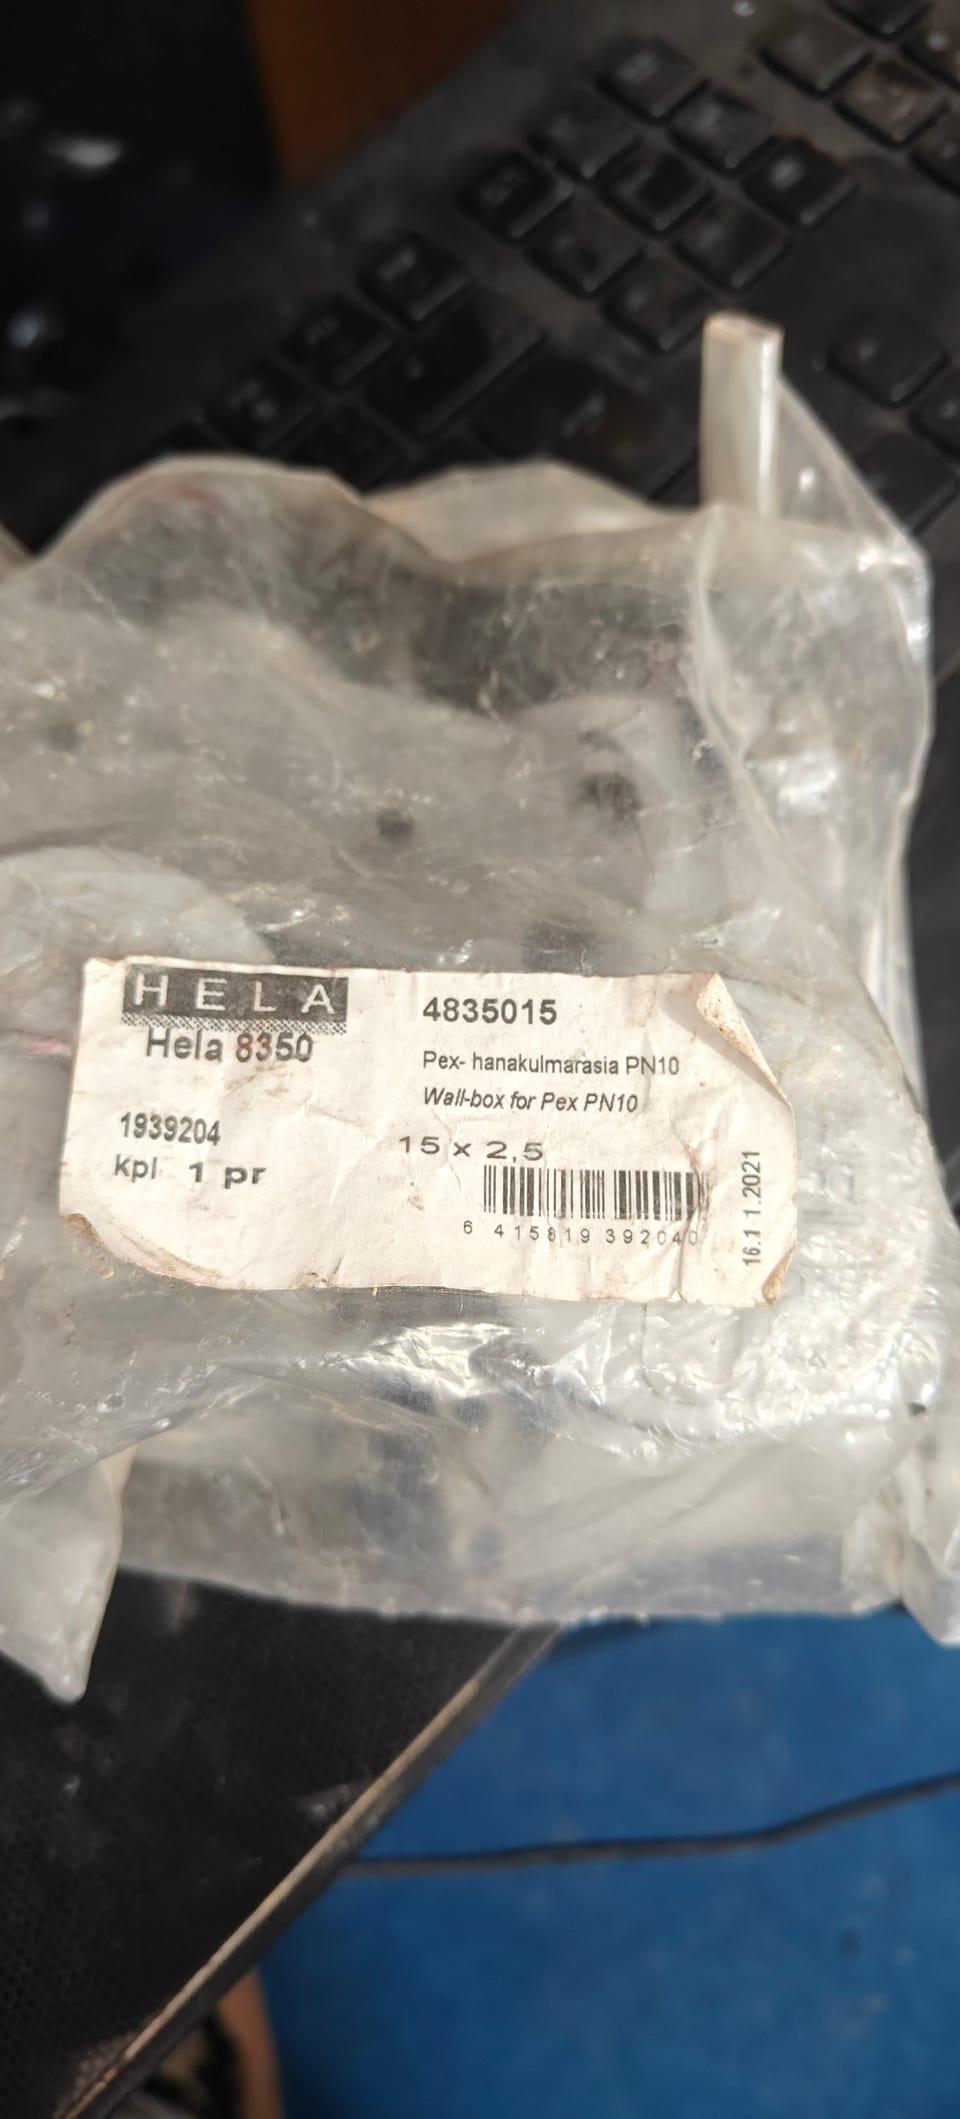 HELA
Hela 8350
4835015
Pex- hanakulmarasia PN10
Wall-box for Pex PN10
1939204
kpl 1 pr
15 x 2,5
6 415819 392040
16.11.2021